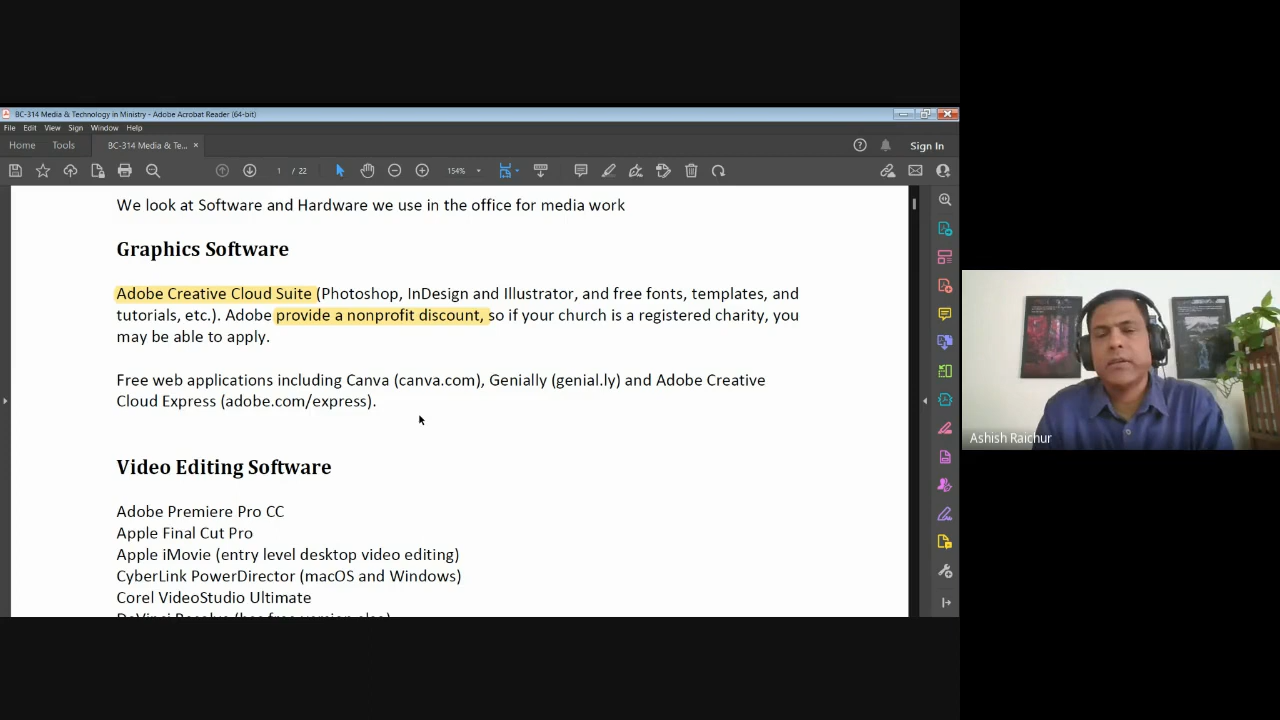 BC-314 Media & Technology in Ministry - Adobe Acrobat Reader (64-bit)
File Edit View Sign Window Help
Home Tools BC-314 Media & Te... × Sign In
1 / 22 154%
We look at Software and Hardware we use in the office for media work
Graphics Software
Adobe Creative Cloud Suite (Photoshop, InDesign and Illustrator, and free fonts, templates, and
tutorials, etc.). Adobe provide a nonprofit discount, so if your church is a registered charity, you
may be able to apply.
Free web applications including Canva (canva.com), Genially (genial.ly) and Adobe Creative
Cloud Express (adobe.com/express).
Video Editing Software
Adobe Premiere Pro CC
Apple Final Cut Pro
Apple iMovie (entry level desktop video editing)
CyberLink PowerDirector (macOS and Windows)
Corel VideoStudio Ultimate
DaVinci Resolve (has free version also)
Ashish Raichur